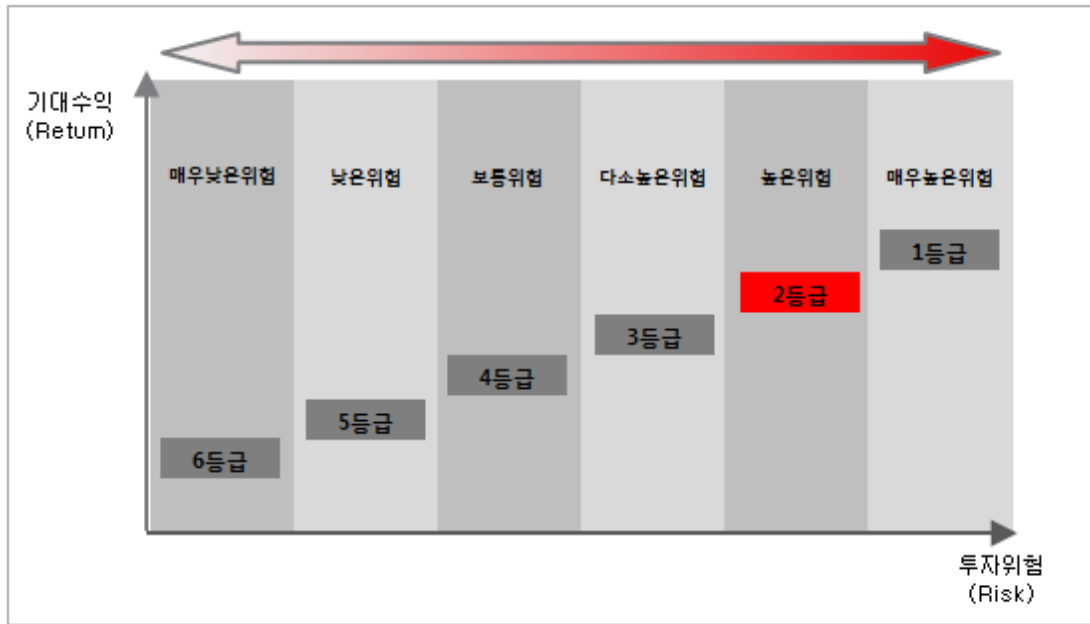 기대수익
(Retum)
매우낮은위험 낮은위험 보통위험 다소높은위험 높은위험 매우높은위험
1등급
2등급
3등급
4등급
5등급
6등급
투자위험
(Risk)